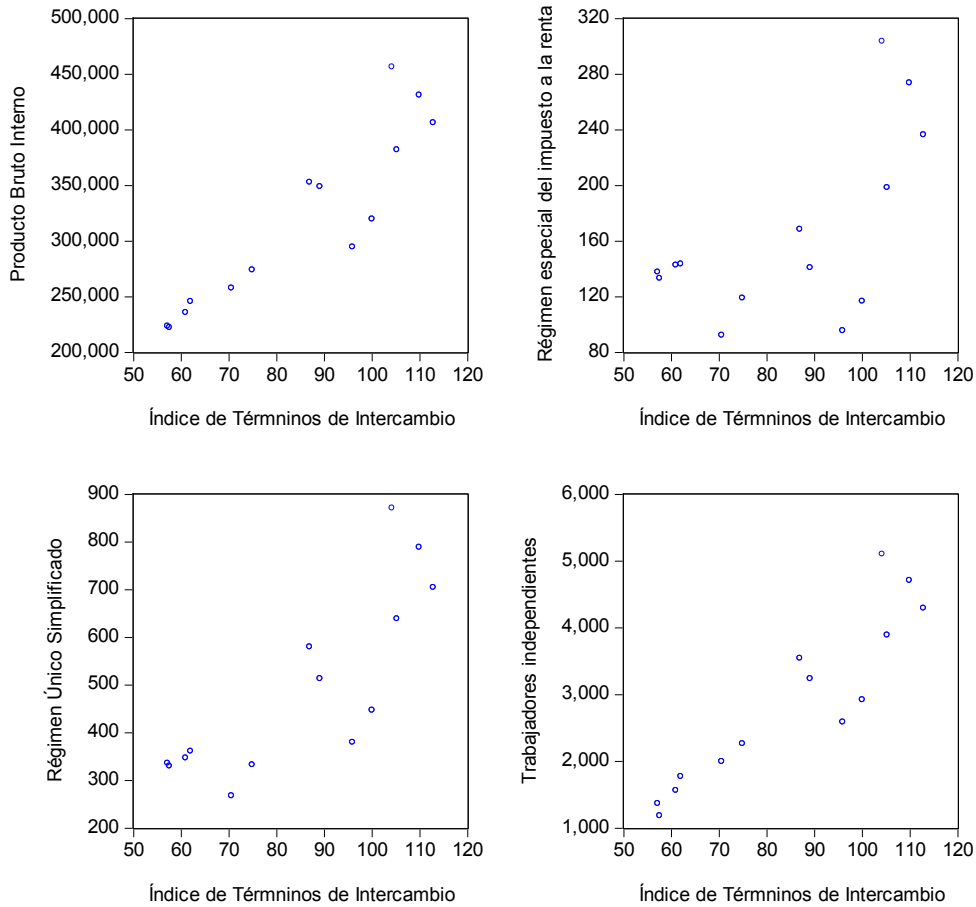 Producto Bruto Interno
500,000
450,000
400,000
350,000
300,000
250,000
200,000
50 60 70 80 90 100 110 120
Índice de Térmninos de Intercambio
Régimen especial del impuesto a la renta
320
280
240
200
160
120
80
50 60 70 80 90 100 110 120
Índice de Térmninos de Intercambio
Régimen Único Simplificado
900
800
700
600
500
400
300
200
50 60 70 80 90 100 110 120
Índice de Térmninos de Intercambio
Trabajadores independientes
6,000
5,000
4,000
3,000
2,000
1,000
50 60 70 80 90 100 110 120
Índice de Térmninos de Intercambio